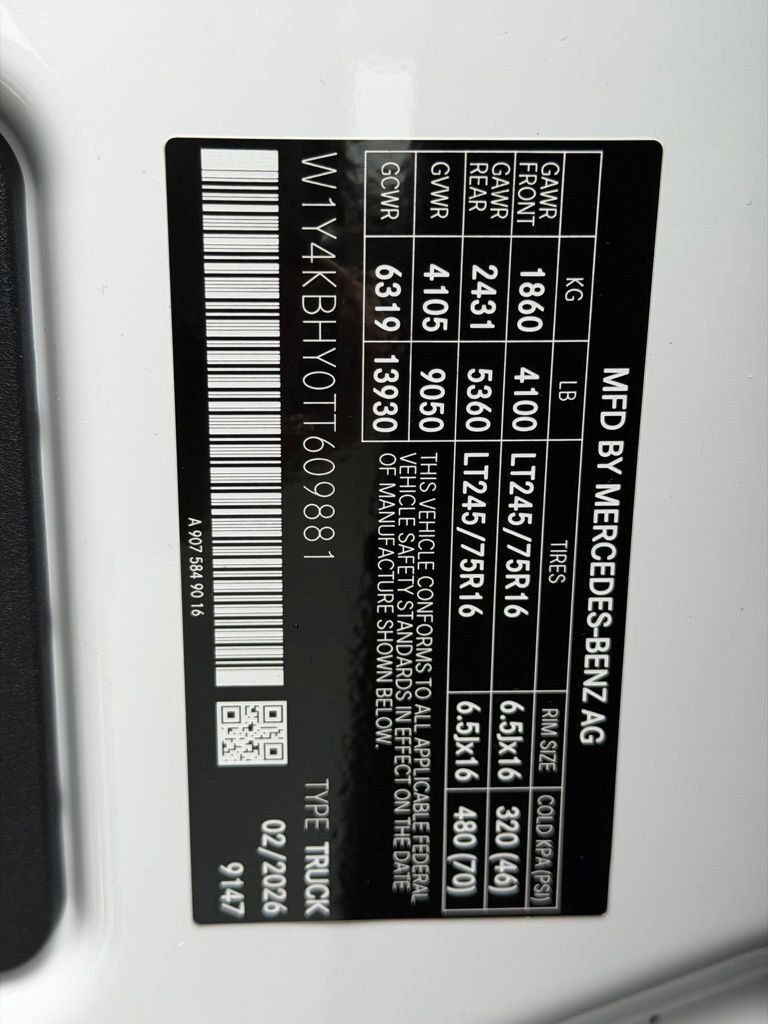 MFD BY MERCEDES-BENZ AG
KG LB TIRES RIM SIZE COLD KPA (PSI)
GAWR FRONT 1860 4100 LT245/75R16 6.5Jx16 320 (46)
GAWR REAR 2431 5360 LT245/75R16 6.5Jx16 480 (70)
GVWR 4105 9050
GCWR 6319 13930
THIS VEHICLE CONFORMS TO ALL APPLICABLE FEDERAL
VEHICLE SAFETY STANDARDS IN EFFECT ON THE DATE
OF MANUFACTURE SHOWN BELOW.
W1Y4KBHY0TT609881
TYPE TRUCK
02/2026
9147
A 907 584 90 16